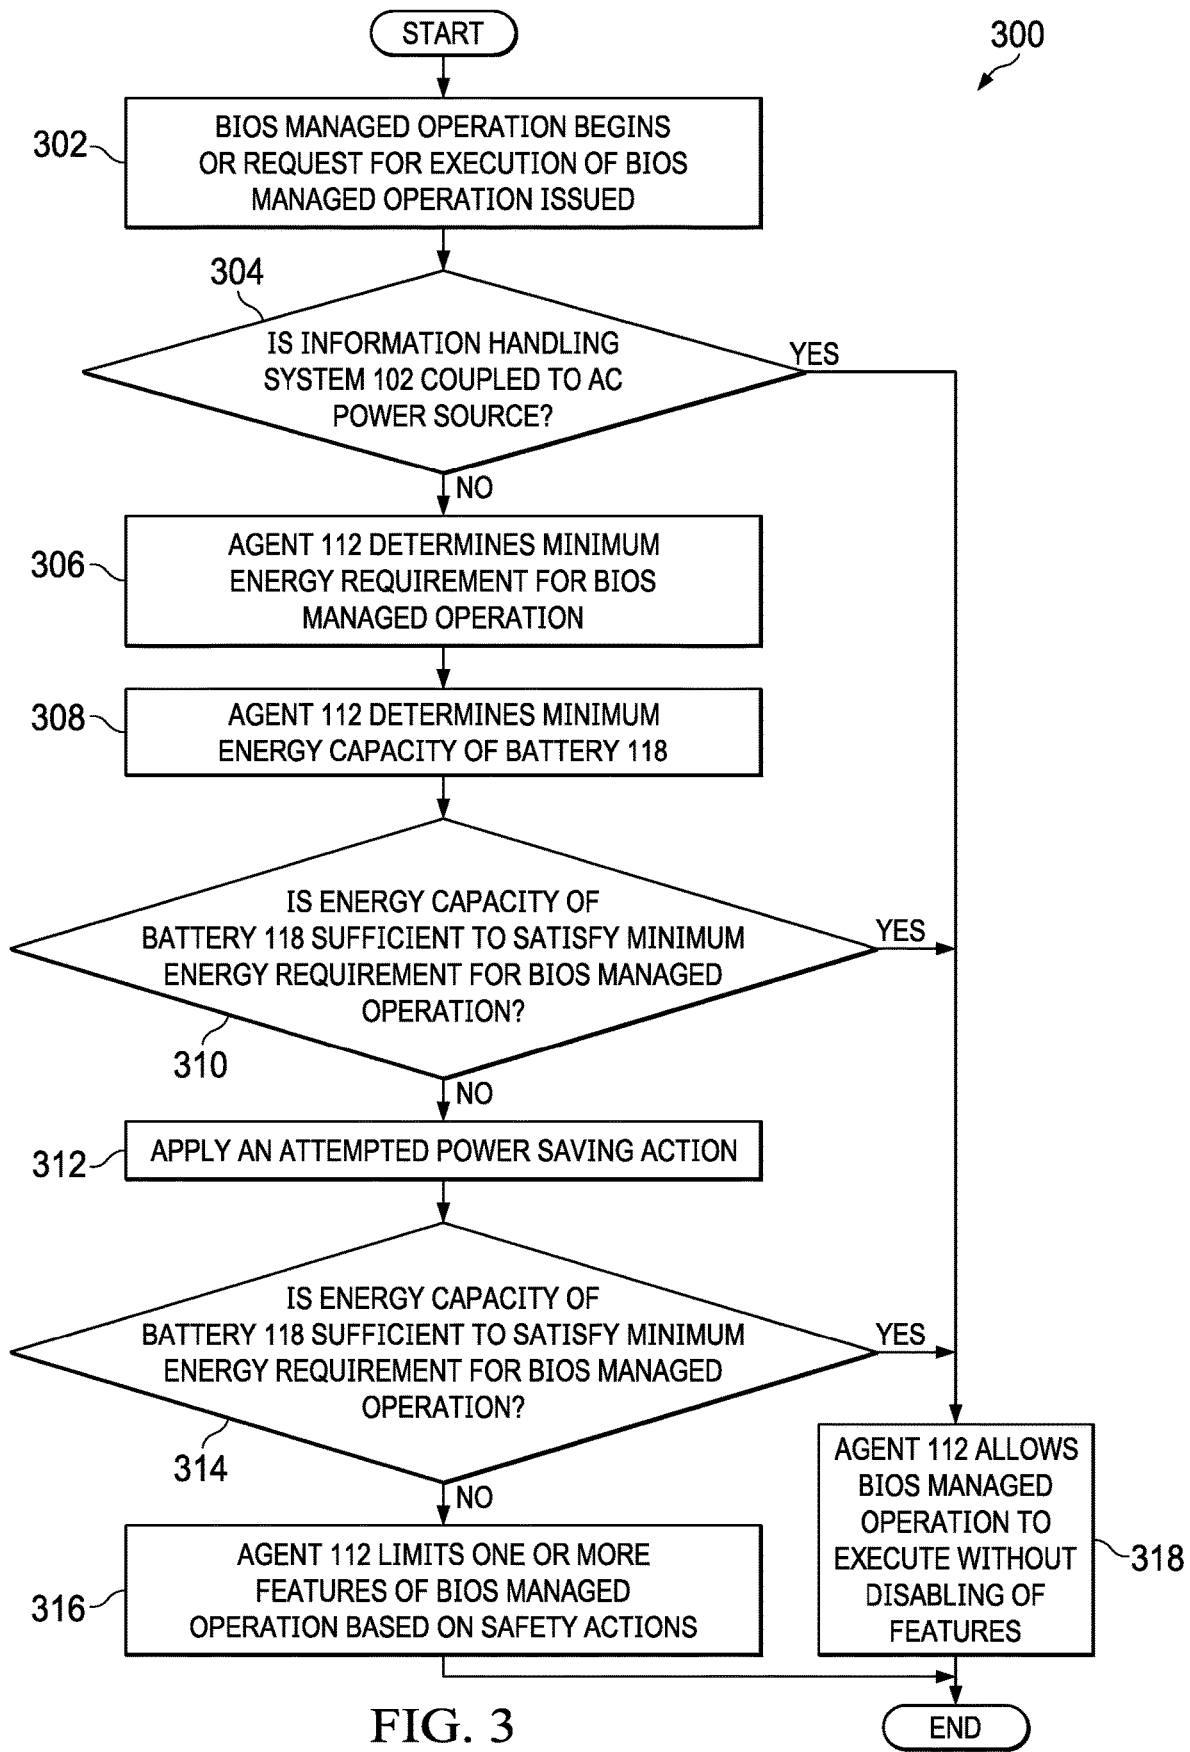 START
300
302
BIOS MANAGED OPERATION BEGINS
OR REQUEST FOR EXECUTION OF BIOS
MANAGED OPERATION ISSUED
304
IS INFORMATION HANDLING
SYSTEM 102 COUPLED TO AC
POWER SOURCE?
YES
NO
306
AGENT 112 DETERMINES MINIMUM
ENERGY REQUIREMENT FOR BIOS
MANAGED OPERATION
308
AGENT 112 DETERMINES MINIMUM
ENERGY CAPACITY OF BATTERY 118
IS ENERGY CAPACITY OF
BATTERY 118 SUFFICIENT TO SATISFY MINIMUM
ENERGY REQUIREMENT FOR BIOS MANAGED
OPERATION?
YES
310
NO
312
APPLY AN ATTEMPTED POWER SAVING ACTION
IS ENERGY CAPACITY OF
BATTERY 118 SUFFICIENT TO SATISFY MINIMUM
ENERGY REQUIREMENT FOR BIOS MANAGED
OPERATION?
YES
314
NO
316
AGENT 112 LIMITS ONE OR MORE
FEATURES OF BIOS MANAGED
OPERATION BASED ON SAFETY ACTIONS
AGENT 112 ALLOWS
BIOS MANAGED
OPERATION TO
EXECUTE WITHOUT
DISABLING OF
FEATURES
318
END
FIG. 3